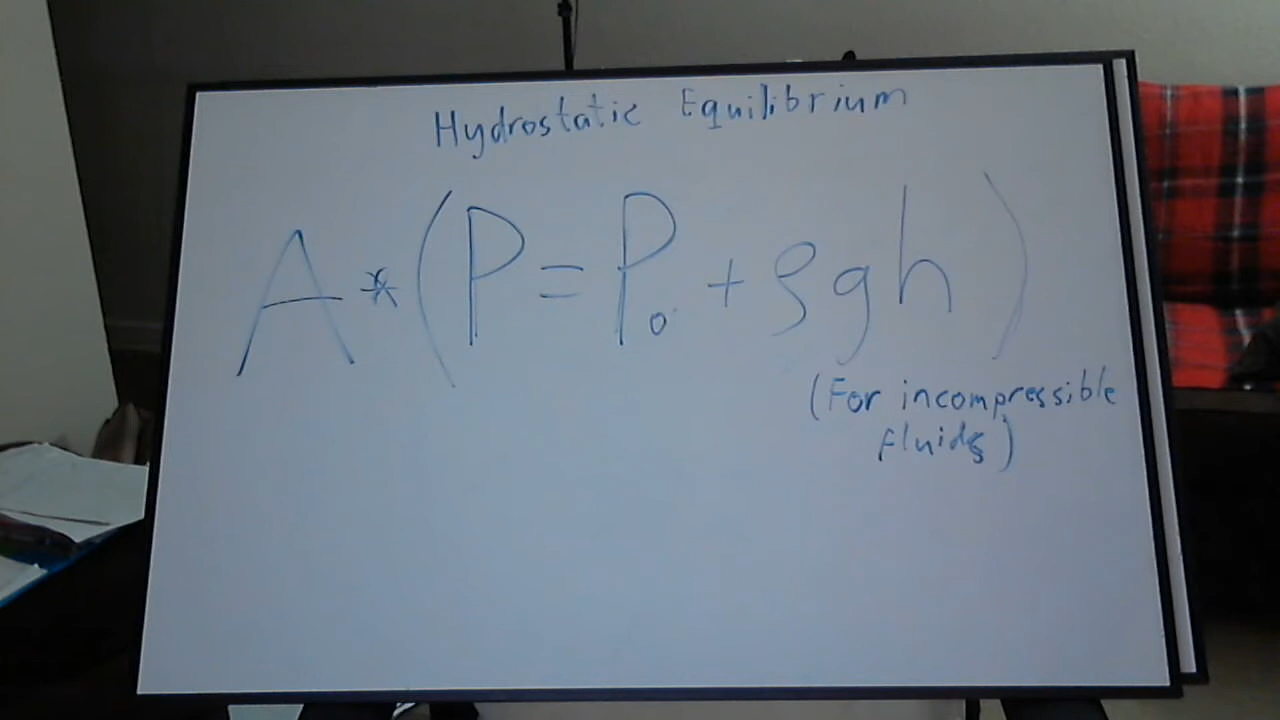 Hydrostatic Equilibrium
A * (P = P₀ + ρgh)
(For incompressible
fluids)